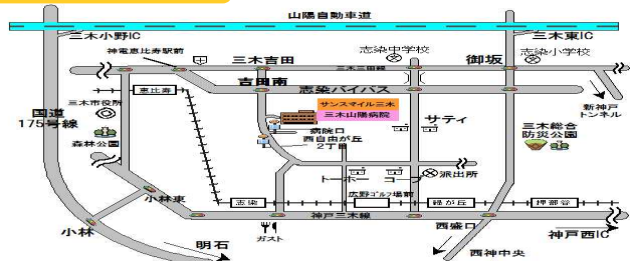 山陽自動車道
三木小野IC
三木東IC
神電恵比寿駅前
三木吉田
志染中学校
御坂
志染小学校
三木三田線
吉田南
志染バイパス
恵比寿
三木市役所
国道
175号線
森林公園
サンスマイル三木
三木山陽病院
病院口
西自由が丘
2丁目
サティ
新神戸
トンネル
三木総合
防災公園
トーホー
コープ
派出所
小林東
志染
広野ゴルフ場前
緑が丘
押部谷
神戸三木線
小林
ガスト
明石
西盛口
西神中央
神戸西IC